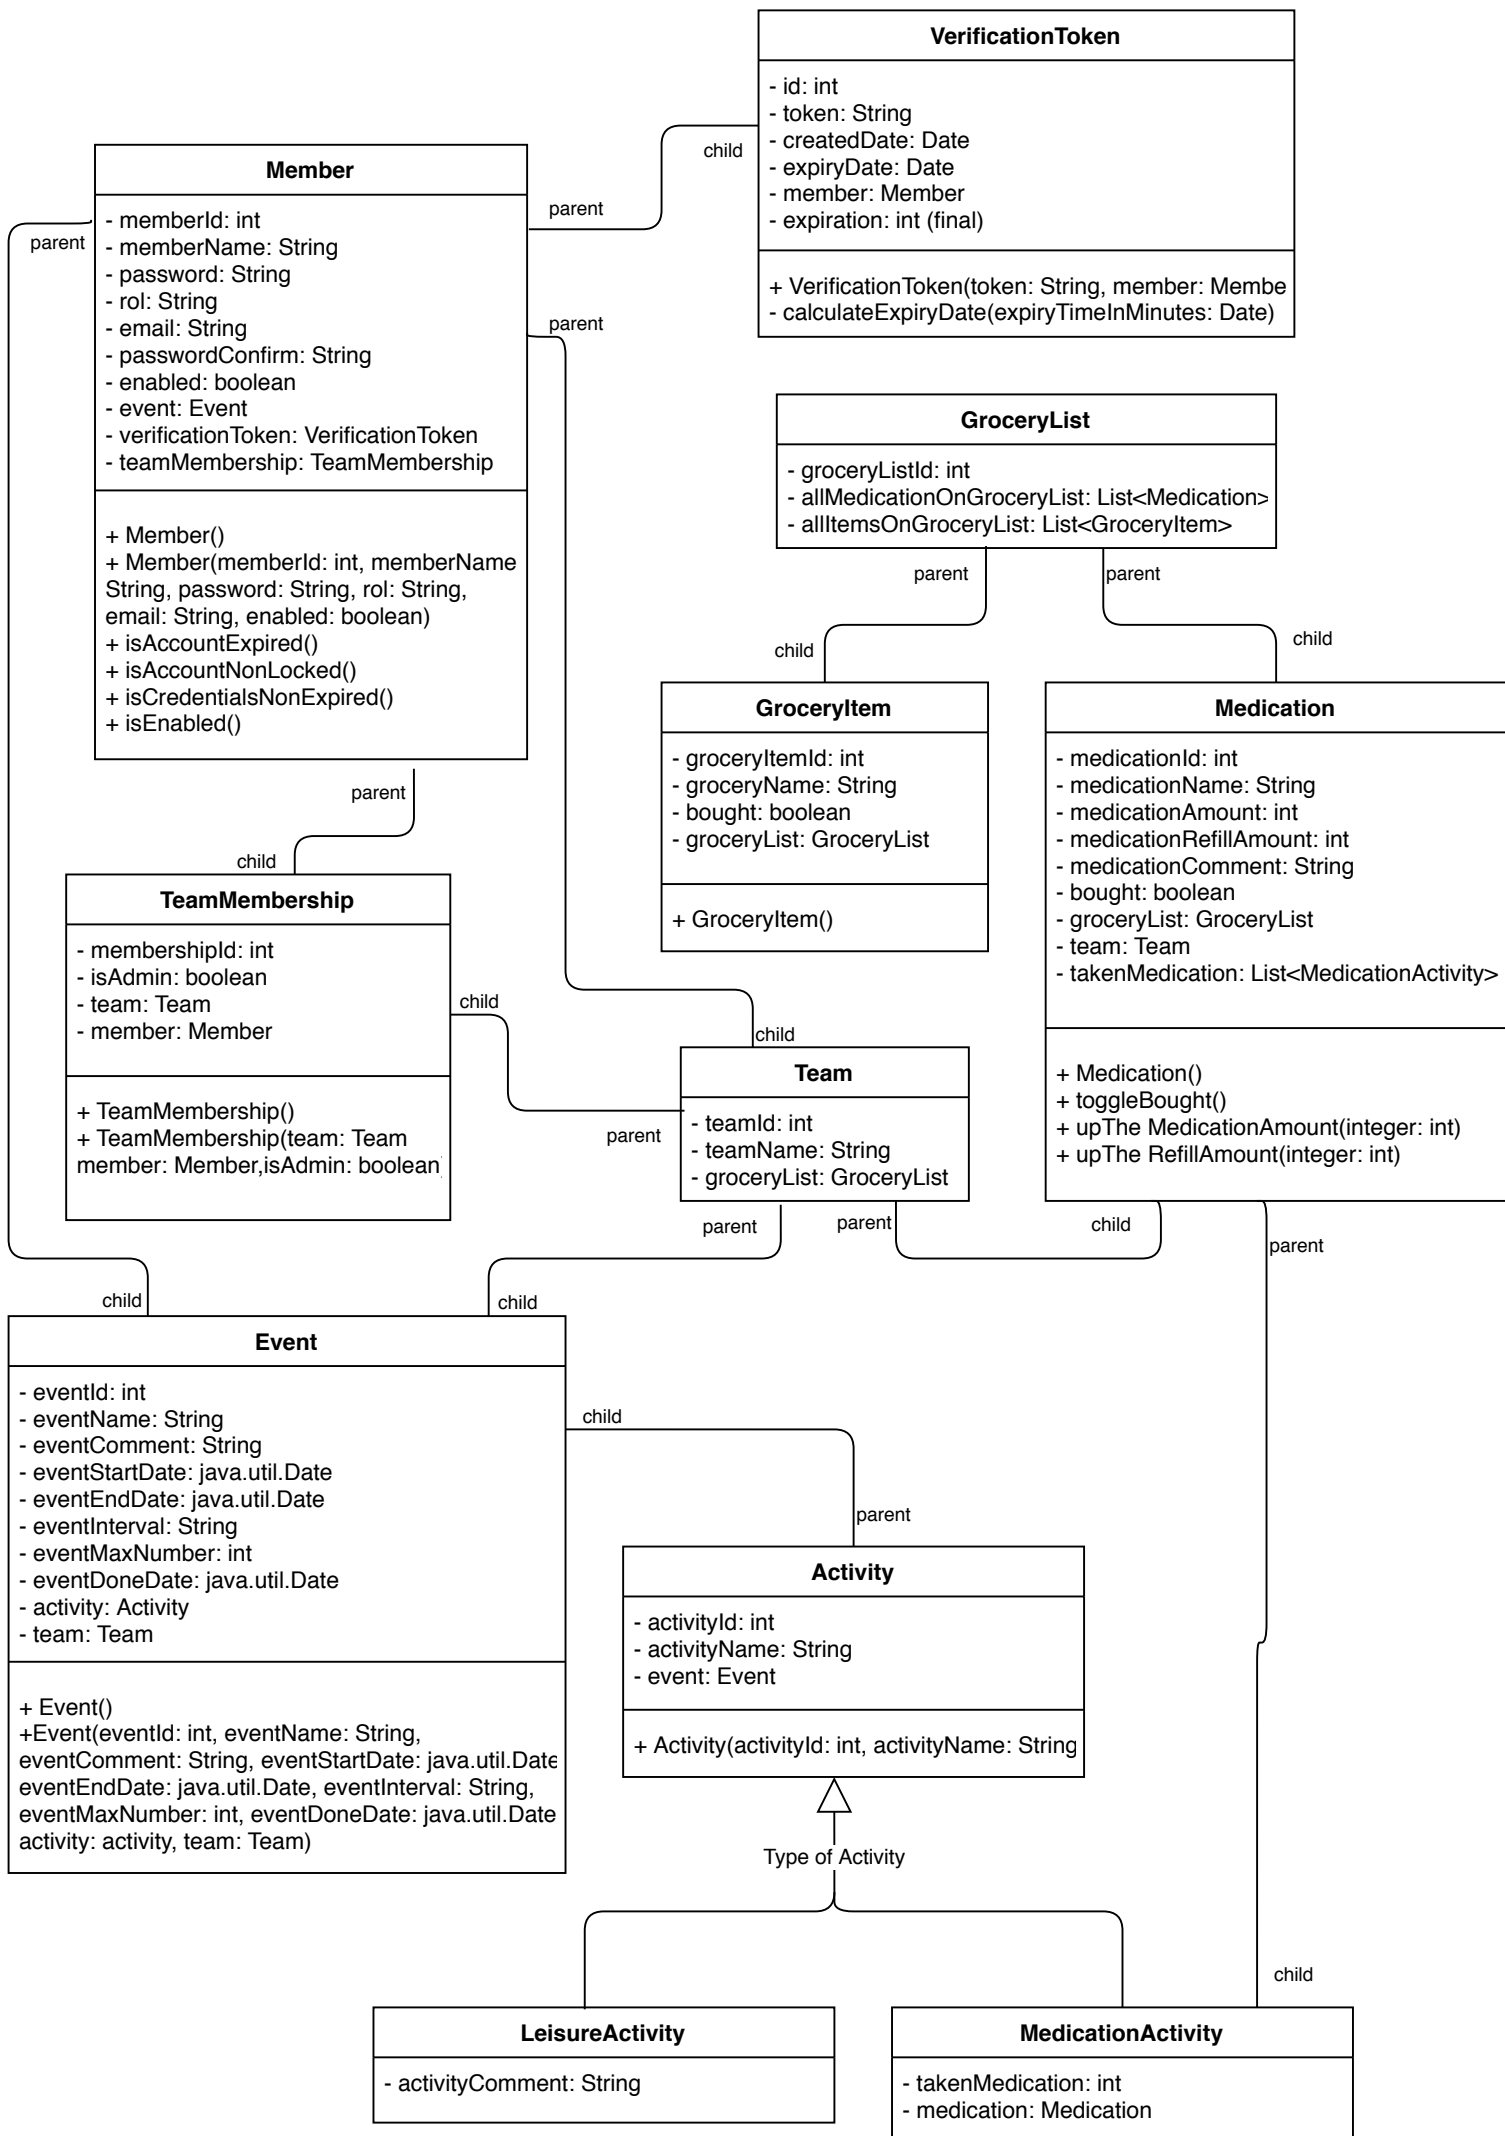 VerificationToken
- id: int
- token: String
- createdDate: Date
- expiryDate: Date
- member: Member
- expiration: int (final)
+ VerificationToken(token: String, member: Membe
- calculateExpiryDate(expiryTimeInMinutes: Date)
child
parent
Member
- memberId: int
- memberName: String
- password: String
- rol: String
- email: String
- passwordConfirm: String
- enabled: boolean
- event: Event
- verificationToken: VerificationToken
- teamMembership: TeamMembership
+ Member()
+ Member(memberId: int, memberName
String, password: String, rol: String,
email: String, enabled: boolean)
+ isAccountExpired()
+ isAccountNonLocked()
+ isCredentialsNonExpired()
+ isEnabled()
parent
parent
GroceryList
- groceryListId: int
- allMedicationOnGroceryList: List<Medication>
- allItemsOnGroceryList: List<GroceryItem>
parent
parent
child
child
GroceryItem
- groceryItemId: int
- groceryName: String
- bought: boolean
- groceryList: GroceryList
+ GroceryItem()
Medication
- medicationId: int
- medicationName: String
- medicationAmount: int
- medicationRefillAmount: int
- medicationComment: String
- bought: boolean
- groceryList: GroceryList
- team: Team
- takenMedication: List<MedicationActivity>
+ Medication()
+ toggleBought()
+ upThe MedicationAmount(integer: int)
+ upThe RefillAmount(integer: int)
parent
child
TeamMembership
- membershipId: int
- isAdmin: boolean
- team: Team
- member: Member
+ TeamMembership()
+ TeamMembership(team: Team
member: Member,isAdmin: boolean)
child
parent
child
Team
- teamId: int
- teamName: String
- groceryList: GroceryList
parent
parent
child
parent
child
child
Event
- eventId: int
- eventName: String
- eventComment: String
- eventStartDate: java.util.Date
- eventEndDate: java.util.Date
- eventInterval: String
- eventMaxNumber: int
- eventDoneDate: java.util.Date
- activity: Activity
- team: Team
+ Event()
+Event(eventId: int, eventName: String,
eventComment: String, eventStartDate: java.util.Date
eventEndDate: java.util.Date, eventInterval: String,
eventMaxNumber: int, eventDoneDate: java.util.Date
activity: activity, team: Team)
child
parent
Activity
- activityId: int
- activityName: String
- event: Event
+ Activity(activityId: int, activityName: String
Type of Activity
child
LeisureActivity
- activityComment: String
MedicationActivity
- takenMedication: int
- medication: Medication